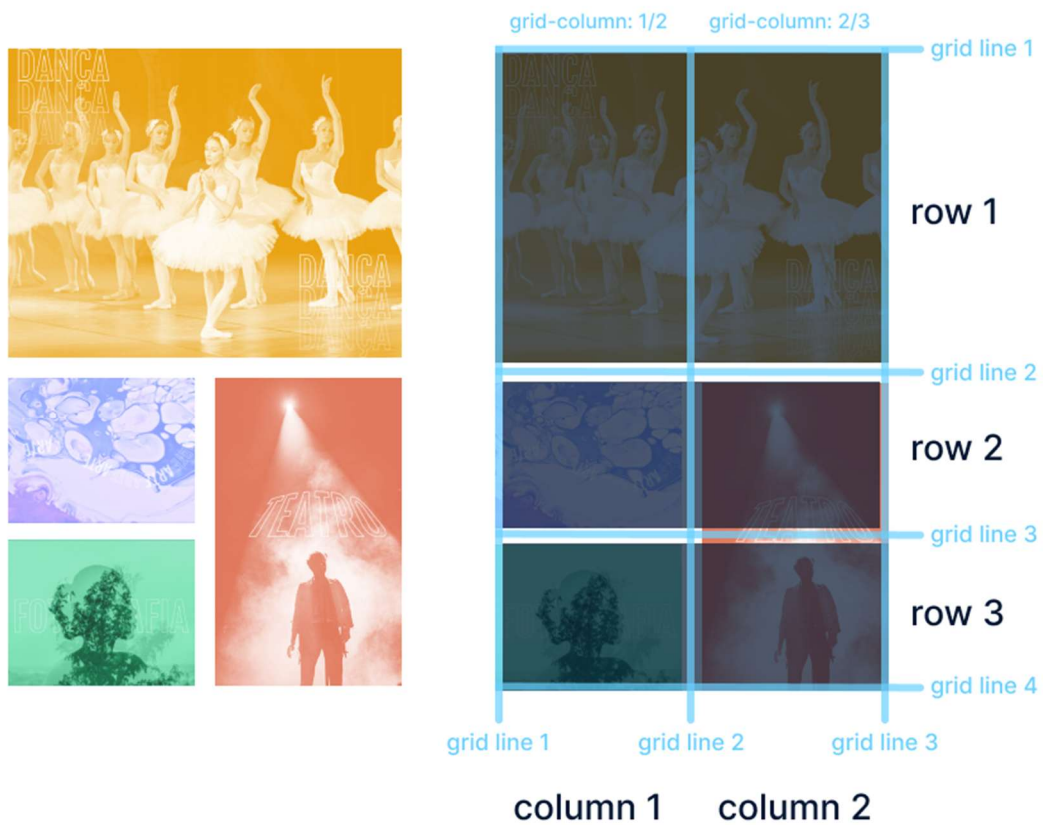 grid-column: 1/2
grid-column: 2/3
grid line 1
DANÇA
DANÇA
DANÇA
row 1
DANÇA
DANÇA
DANÇA
grid line 2
row 2
TEATRO
grid line 3
FOTOGRAFIA
row 3
grid line 4
grid line 1
grid line 2
grid line 3
column 1
column 2